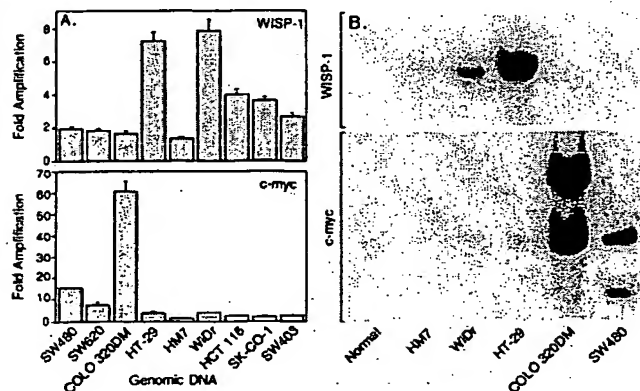 A.
WISP-1
Fold Amplification
8
6
4
2
0
c-myc
Fold Amplification
70
60
50
40
30
20
10
0
SW480
SW620
COLO 320DM
HT-29
HM7
WiDr
HCT 116
SK-CO-1
SW403
Genomic DNA
B.
WISP-1
c-myc
Normal
HM7
WiDr
HT-29
COLO 320DM
SW480